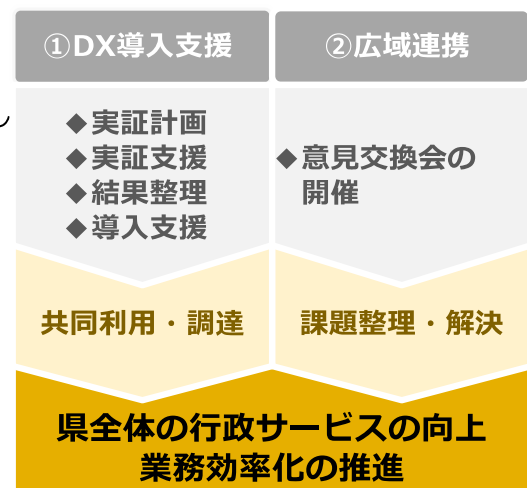 ①DX導入支援
②広域連携
◆実証計画
◆実証支援
◆結果整理
◆導入支援
◆意見交換会の
開催
共同利用・調達
課題整理・解決
県全体の行政サービスの向上
業務効率化の推進